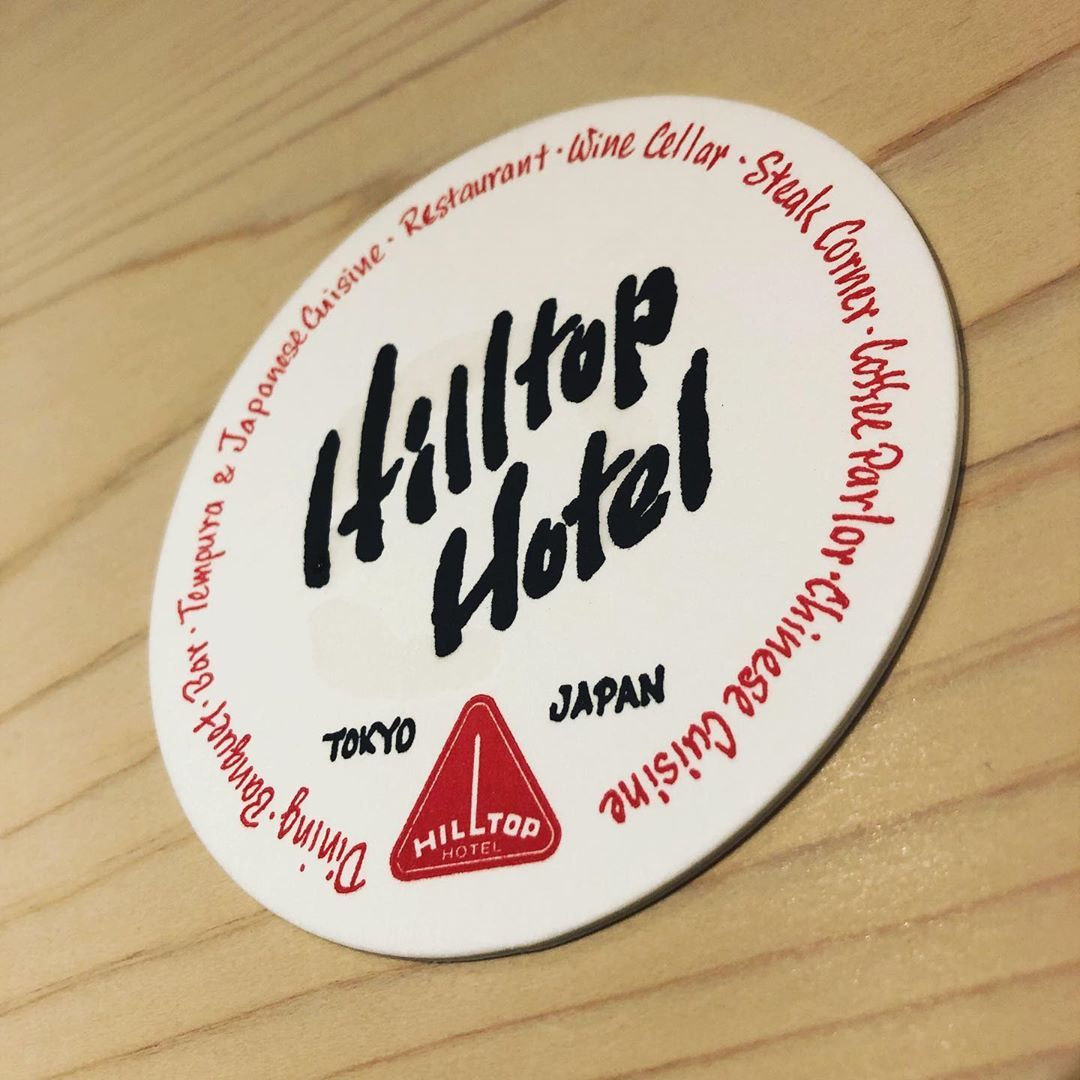 Dining · Banquet · Bar · Tempura & Japanese Cuisine · Restaurant · Wine Cellar · Steak Corner · Coffee Parlor · Chinese Cuisine
Hilltop
Hotel
TOKYO JAPAN
HILLTOP
HOTEL